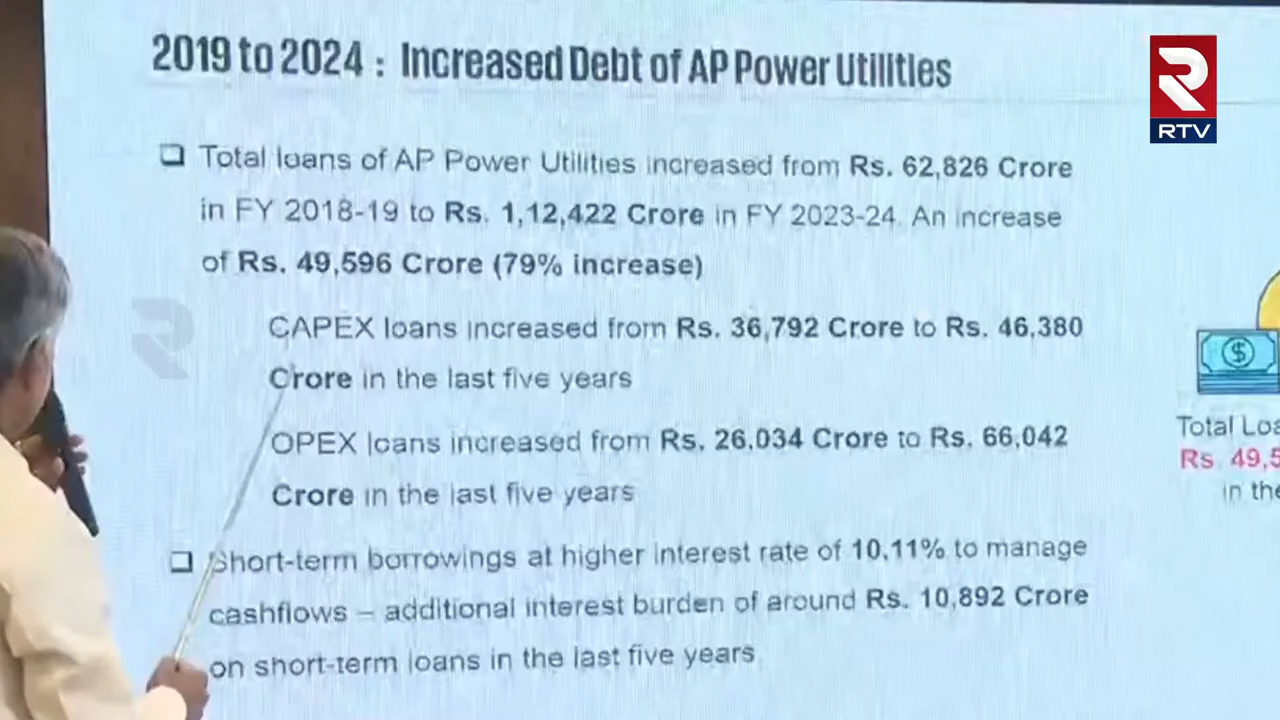 2019 to 2024 : Increased Debt of AP Power Utilities
RTV
❑ Total loans of AP Power Utilities increased from Rs. 62,826 Crore
in FY 2018-19 to Rs. 1,12,422 Crore in FY 2023-24. An increase
of Rs. 49,596 Crore (79% increase)
CAPEX loans increased from Rs. 36,792 Crore to Rs. 46,380
Crore in the last five years
OPEX loans increased from Rs. 26,034 Crore to Rs. 66,042
Crore in the last five years
❑ Short-term borrowings at higher interest rate of 10.11% to manage
cashflows – additional interest burden of around Rs. 10,892 Crore
on short-term loans in the last five years
$
Total
Rs.
in